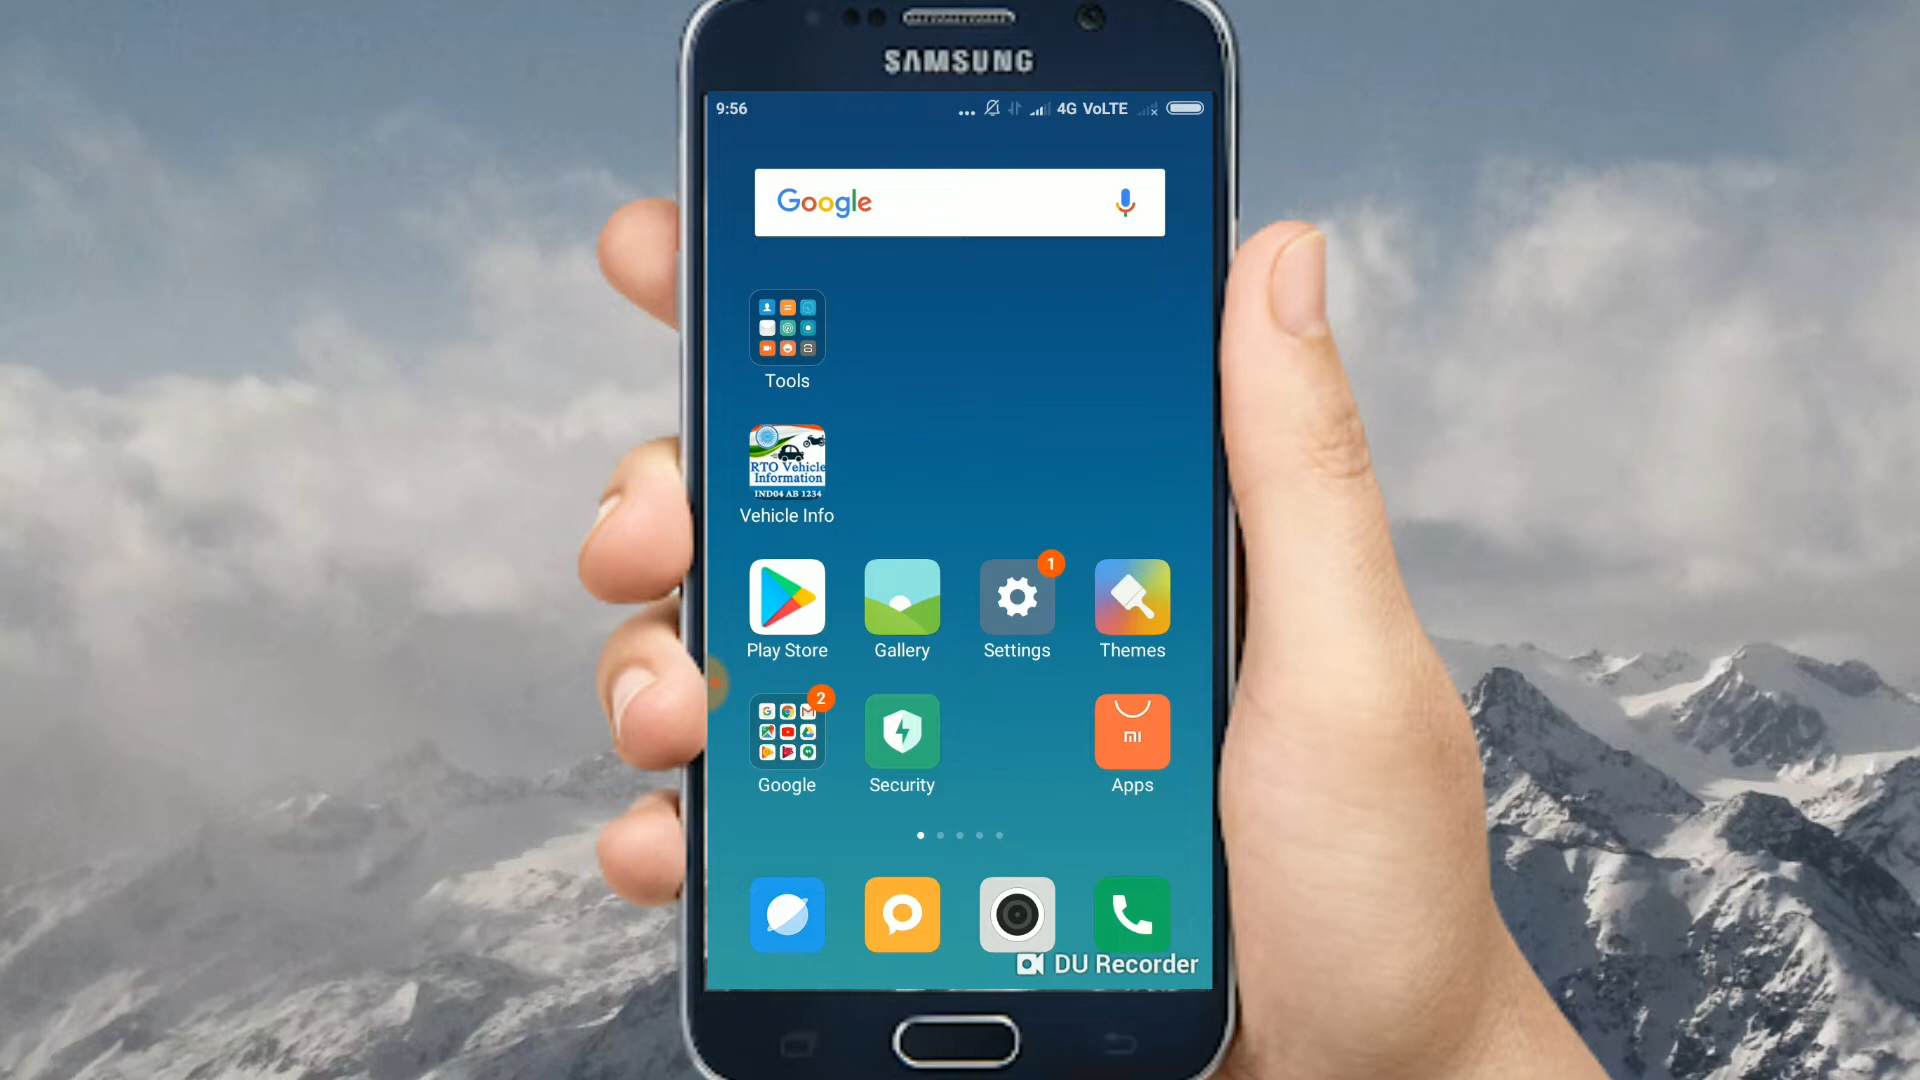 SAMSUNG
9:56
4G VoLTE
Google
Tools
RTO Vehicle
Information
IND04 AB 1234
Vehicle Info
1
Play Store
Gallery
Settings
Themes
2
mi
Google
Security
Apps
DU Recorder